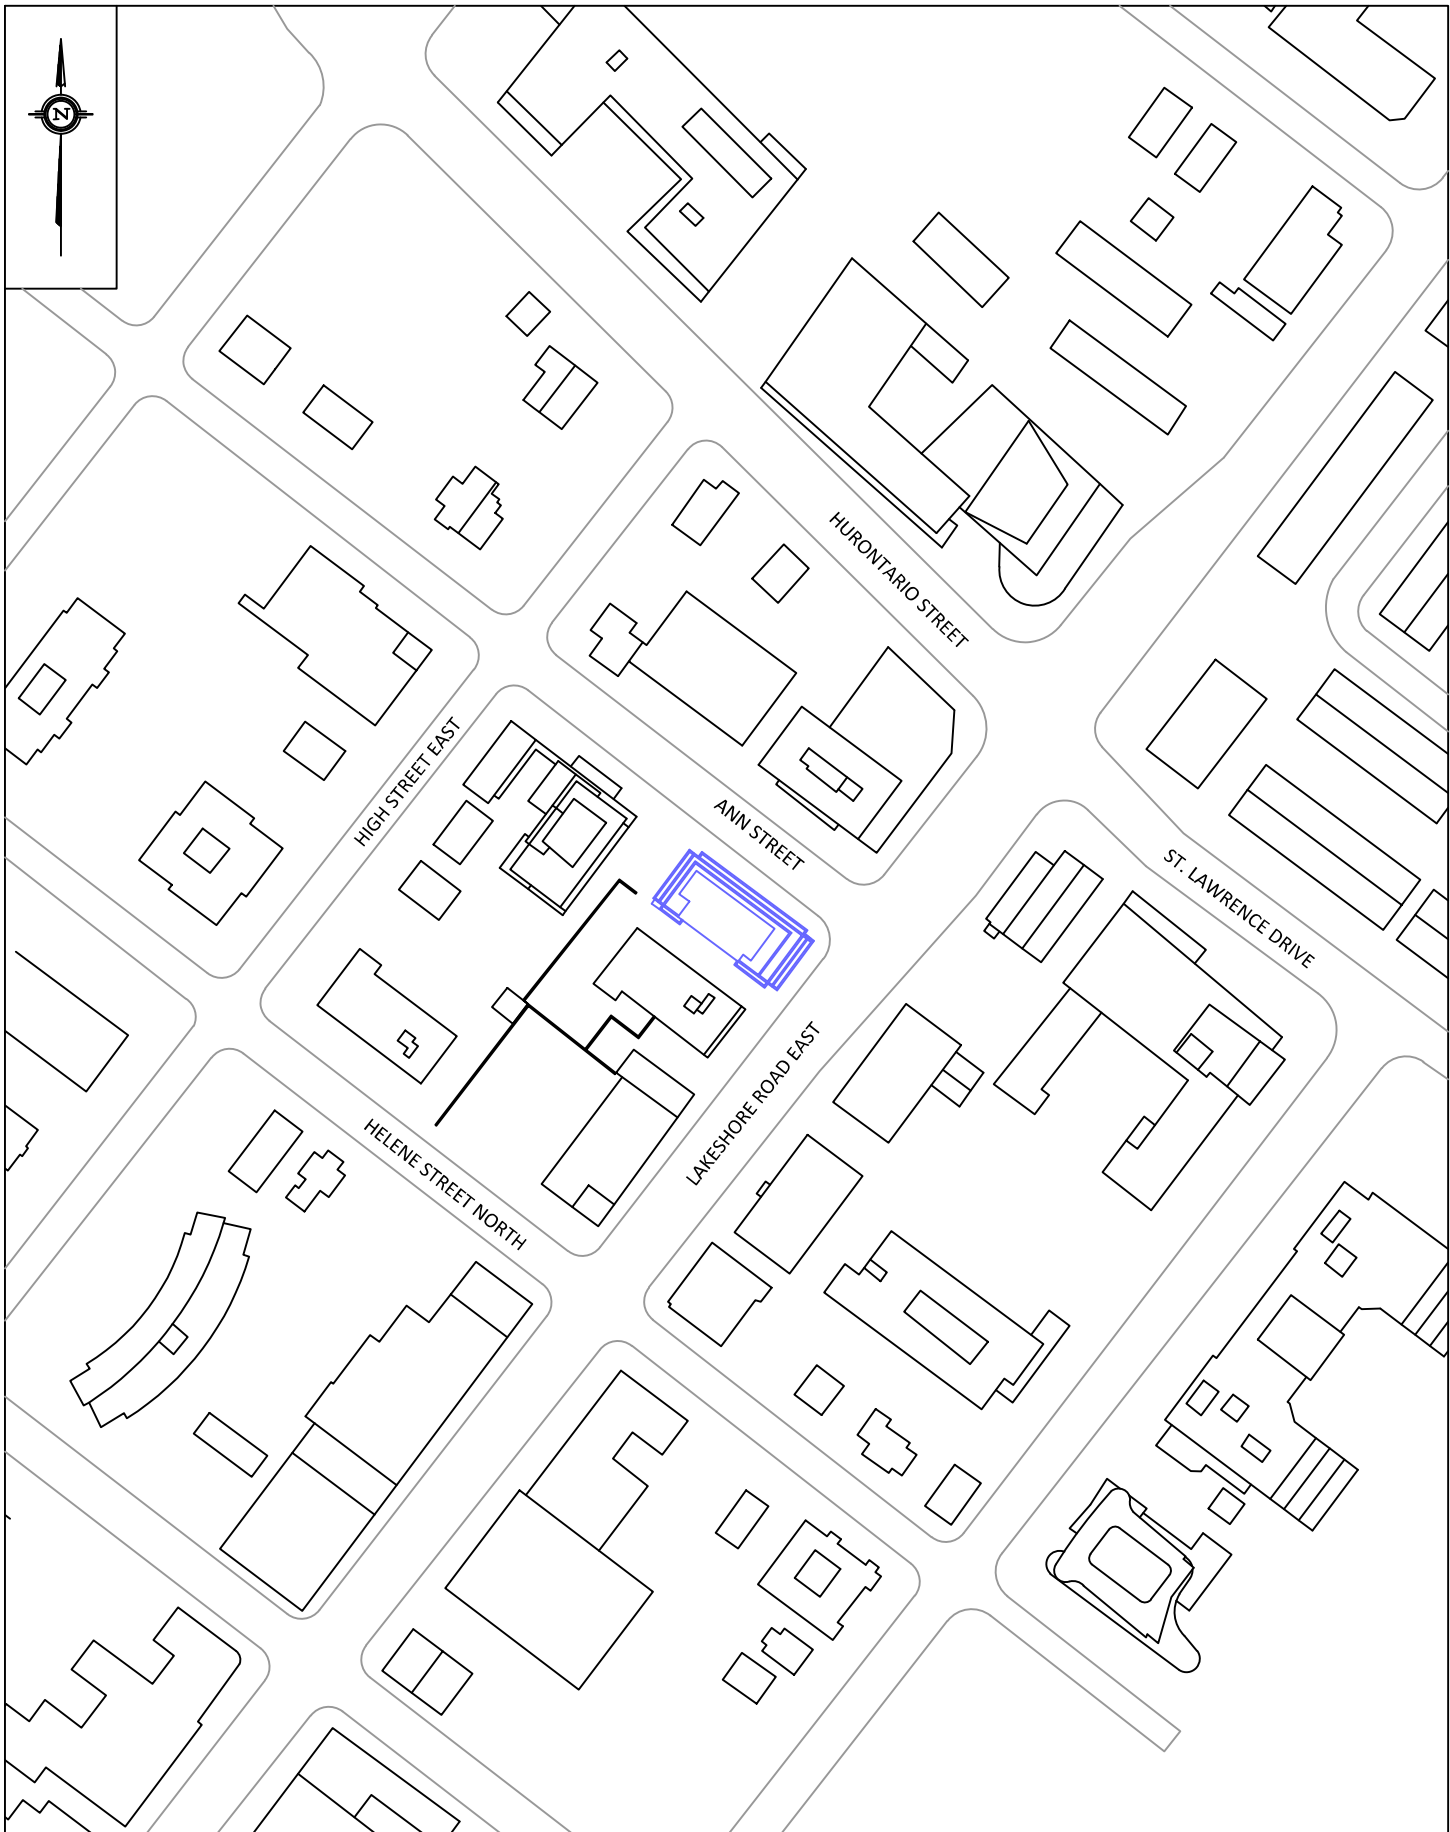 N
HURONTARIO STREET
HIGH STREET EAST
ANN STREET
ST. LAWRENCE DRIVE
LAKESHORE ROAD EAST
HELENE STREET NORTH